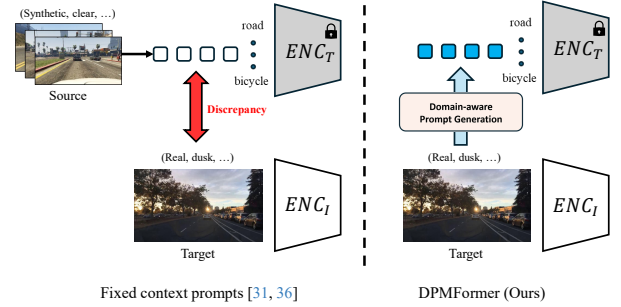 (Synthetic, clear, …)
Source
road
bicycle
ENC_T
Discrepancy
(Real, dusk, …)
ENC_I
Target
Fixed context prompts [31, 36]
road
bicycle
ENC_T
Domain-aware
Prompt Generation
(Real, dusk, …)
ENC_I
Target
DPMFormer (Ours)